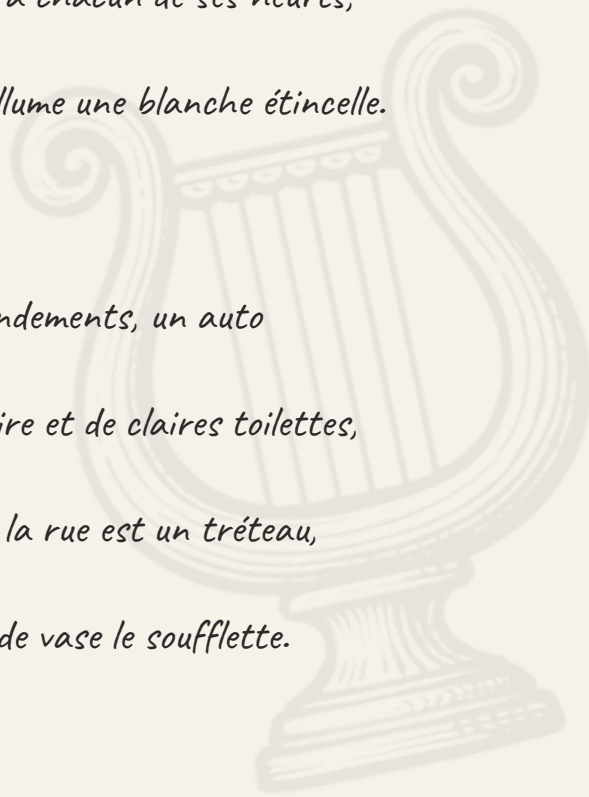 à chacun de ses heurts,
llume une blanche étincelle.
ndements, un auto
ire et de claires toilettes,
la rue est un tréteau,
de vase le soufflette.